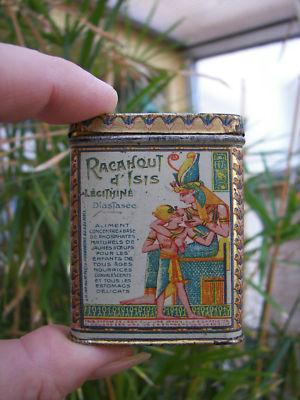 RACAHOUT
d'ISIS
LÉCITHINÉ
Diastasée
ALIMENT
CONCENTRÉ À BASE
DE PHOSPHATES
NATURELS DE
JAUNES D'OEUFS
POUR LES
ENFANTS DE
TOUS ÂGES
NOURRICES
CONVALESCENTS
ET TOUS LES
ESTOMACS
DÉLICATS